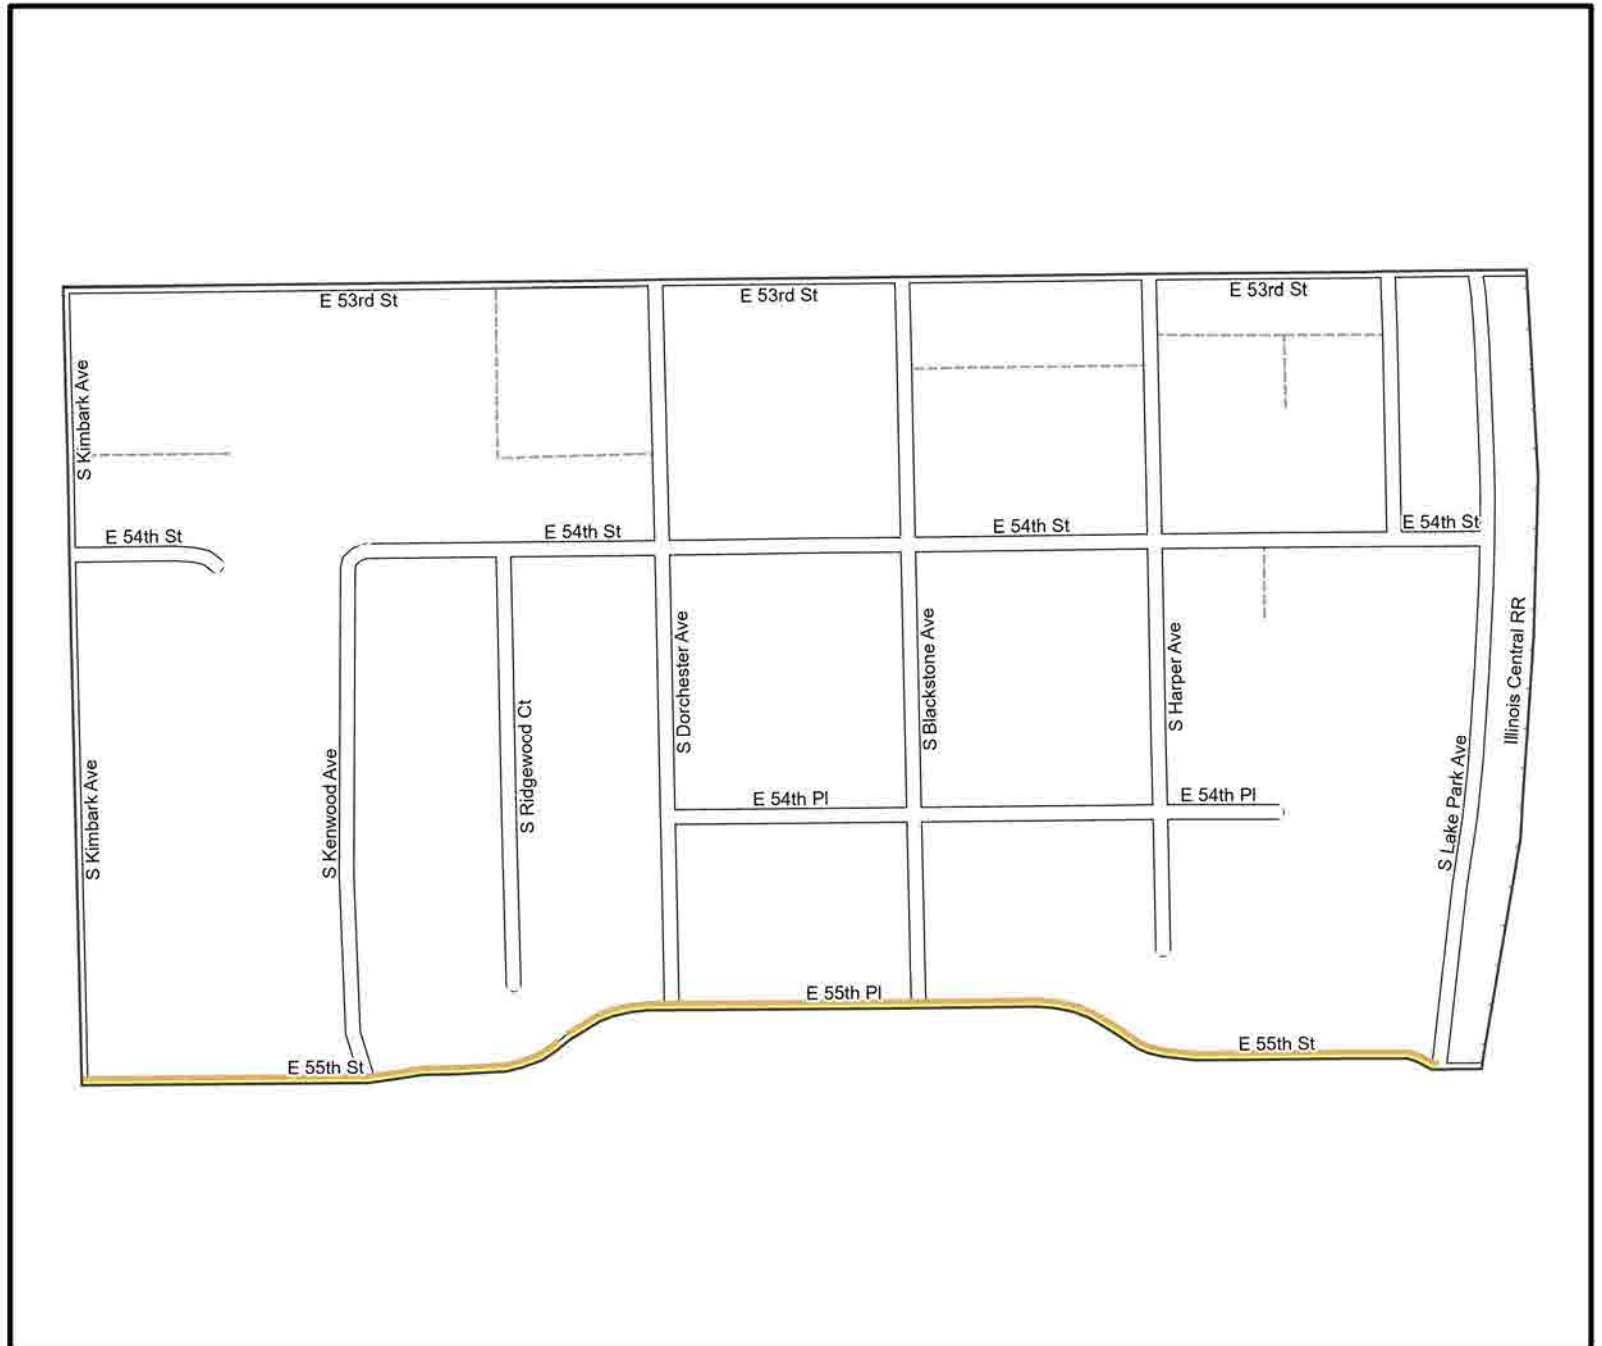 E 53rd St
E 53rd St
E 53rd St
S Kimbark Ave
E 54th St
E 54th St
E 54th St
E 54th St
S Kimbark Ave
S Kenwood Ave
S Ridgewood Ct
S Dorchester Ave
S Blackstone Ave
S Harper Ave
S Lake Park Ave
Illinois Central RR
E 54th Pl
E 54th Pl
E 55th Pl
E 55th St
E 55th St